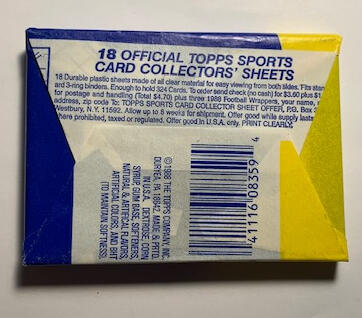 18 OFFICIAL TOPPS SPORTS
CARD COLLECTORS' SHEETS
18 Durable plastic sheets made of all clear material for easy viewing from both sides. Fits stan
ard 3-ring binders. Enough to hold 324 Cards. To order send check (no cash) for $3.60 plus $1.
for postage and handling (Total $4.70) plus three 1988 Football Wrappers, your name,
address, zip code To: TOPPS SPORTS CARD COLLECTOR SHEET OFFER, P.O. Box
Westbury, N.Y. 11592. Allow up to 8 weeks for shipment. Offer good while supply lasts
here prohibited, taxed or regulated. Offer good in U.S.A. only. PRINT CLEARLY.
© 1988 THE TOPPS COMPANY, INC.
DURYEA, PA. 18642. MADE & PRTD.
IN U.S.A. DEXTROSE, CORN
SYRUP, GUM BASE, SOFTENERS,
NATURAL & ARTIFICIAL FLAVORS,
ARTIFICIAL COLORS AND BHT
(TO MAINTAIN SOFTNESS).
41116 08359 4